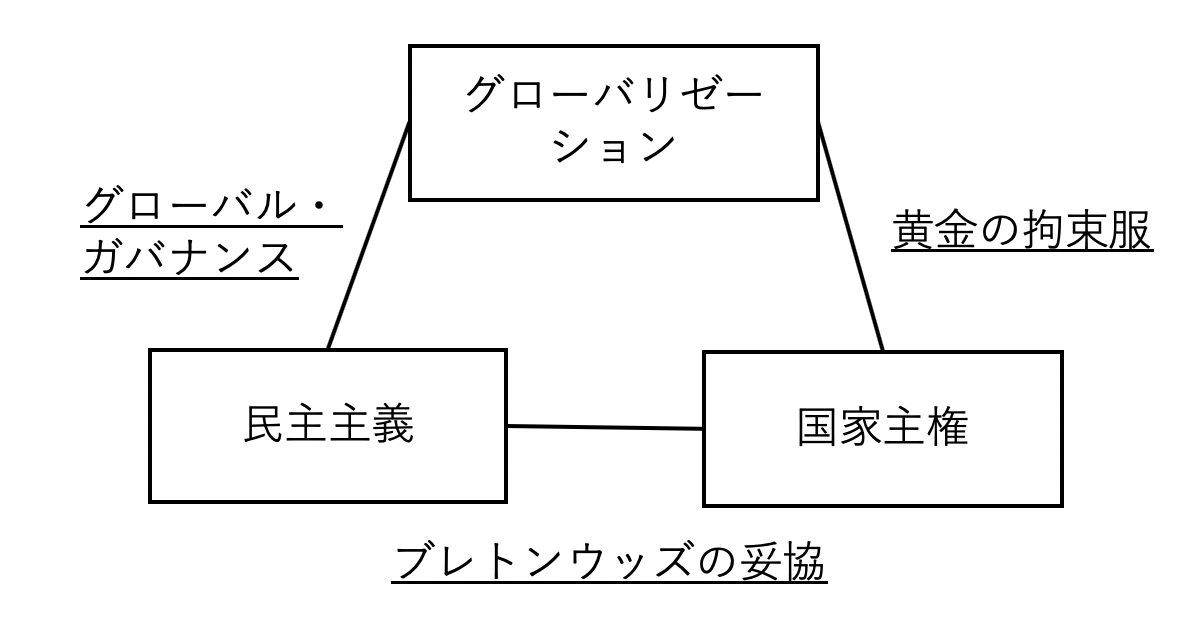 グローバリゼー
ション
グローバル・
ガバナンス
黄金の拘束服
民主主義
国家主権
ブレトンウッズの妥協